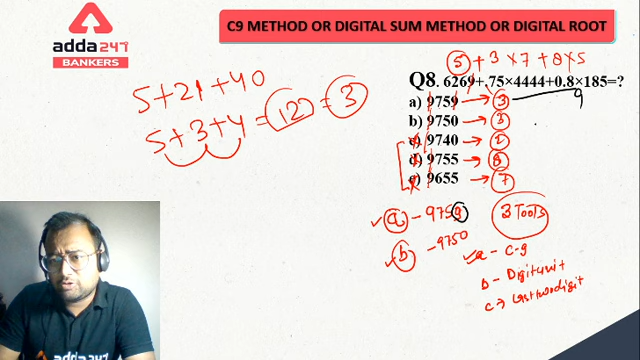 C9 METHOD OR DIGITAL SUM METHOD OR DIGITAL ROOT
adda247
BANKERS
5 + 3 × 7 + 8 × 5
5+21+40
5+3+4 = 12 = 3
Q8. 6269+.75×4444+0.8×185=?
9
a) 9759 → 3
b) 9750 → 3
c) 9740 → 2
d) 9755 → 8
e) 9655 → 7
a - 9759
b - 9750
3 Tools
a - C-9
b - Digit unit
c → last two digit
adda247
BANKERS